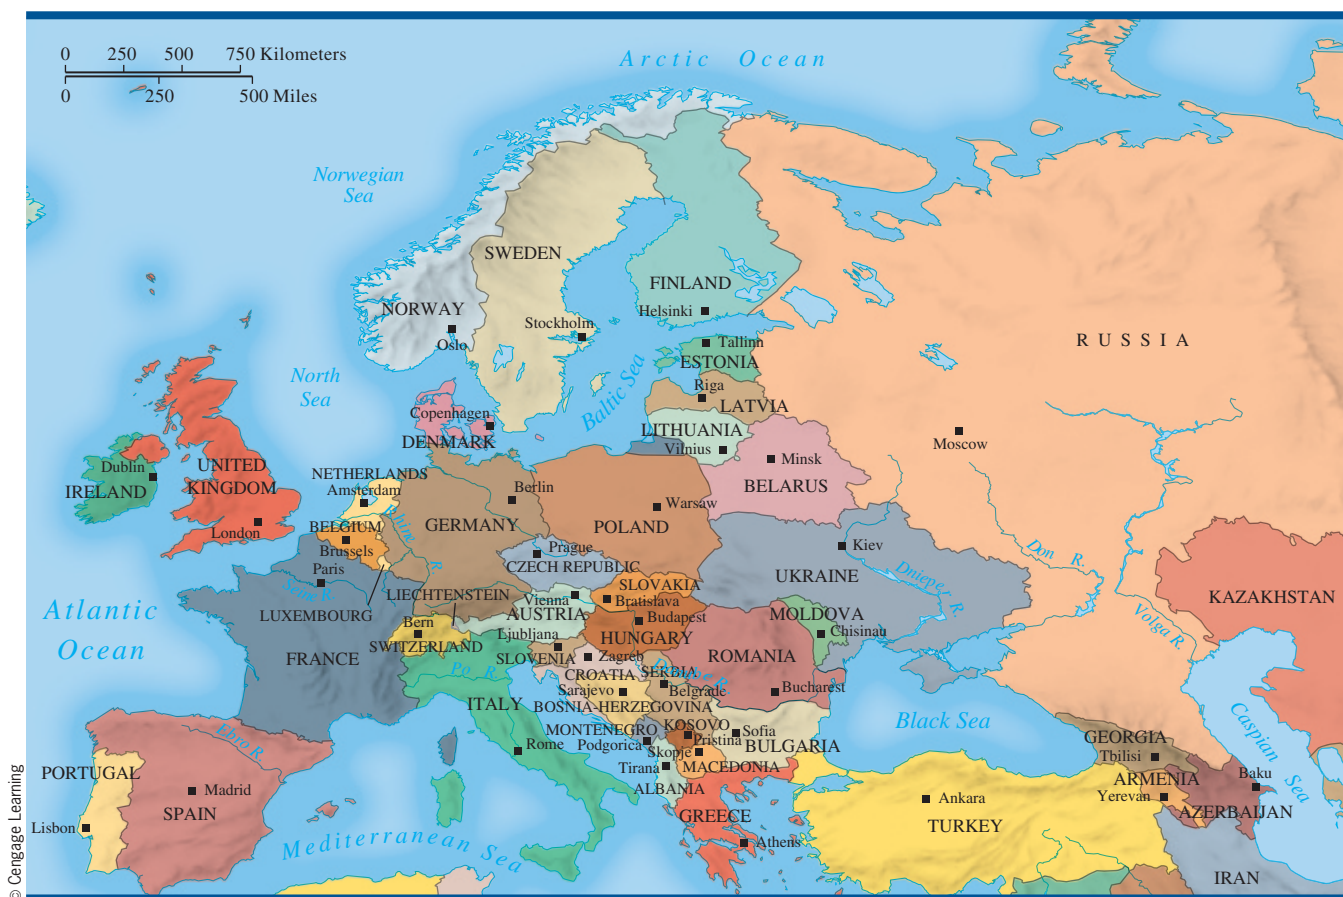 0 250 500 750 Kilometers
0 250 500 Miles
Arctic Ocean
Norwegian
Sea
SWEDEN
FINLAND
Helsinki
NORWAY
Oslo
Stockholm
Tallinn
ESTONIA
RUSSIA
North
Sea
Baltic Sea
Riga
LATVIA
Copenhagen
DENMARK
LITHUANIA
Vilnius
Moscow
Minsk
BELARUS
Dublin
IRELAND
UNITED
KINGDOM
London
NETHERLANDS
Amsterdam
Berlin
GERMANY
Warsaw
POLAND
BELGIUM
Brussels
Rhine R.
Paris
Seine R.
LUXEMBOURG
Prague
CZECH REPUBLIC
Kiev
UKRAINE
Dnieper R.
Don R.
Volga R.
KAZAKHSTAN
SLOVAKIA
Bratislava
LIECHTENSTEIN
Vienna
AUSTRIA
Budapest
HUNGARY
MOLDOVA
Chisinau
Atlantic
Ocean
Bern
SWITZERLAND
FRANCE
Ljubljana
SLOVENIA
Zagreb
CROATIA
ROMANIA
Bucharest
Po R.
Danube R.
SERBIA
Belgrade
Sarajevo
BOSNIA-HERZEGOVINA
ITALY
Rome
MONTENEGRO
Podgorica
KOSOVO
Pristina
Sofia
BULGARIA
Skopje
MACEDONIA
Tirana
ALBANIA
Black Sea
Caspian Sea
GEORGIA
Tbilisi
ARMENIA
Yerevan
Baku
AZERBAIJAN
Ebro R.
PORTUGAL
Lisbon
Madrid
SPAIN
Mediterranean Sea
GREECE
Athens
Ankara
TURKEY
IRAN
© Cengage Learning